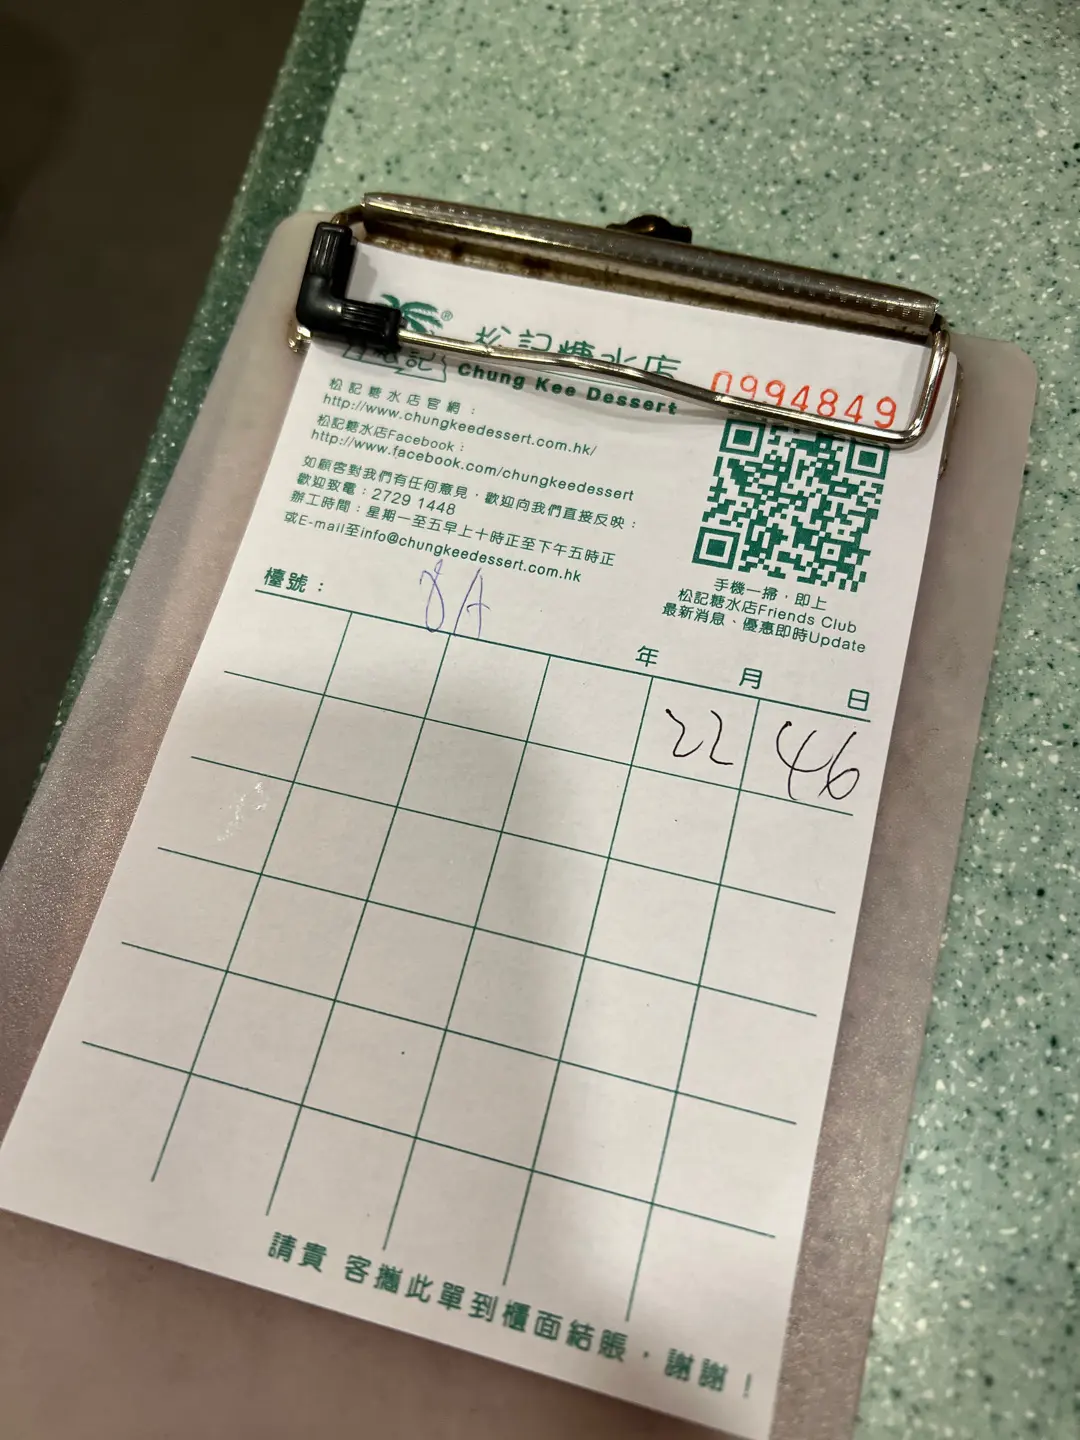 松記糖水店
Chung Kee Dessert
0994849
松記糖水店官網：
http://www.chungkeedessert.com.hk/
松記糖水店Facebook：
http://www.facebook.com/chungkeedessert
如顧客對我們有任何意見，歡迎向我們直接反映：
歡迎致電：2729 1448
辦工時間：星期一至五早上十時正至下午五時正
或E-mail至info@chungkeedessert.com.hk
手機一掃，即上
松記糖水店Friends Club
最新消息、優惠即時Update
檯號： 8A
年 月 日
22 46
請貴客攜此單到櫃面結賬，謝謝！